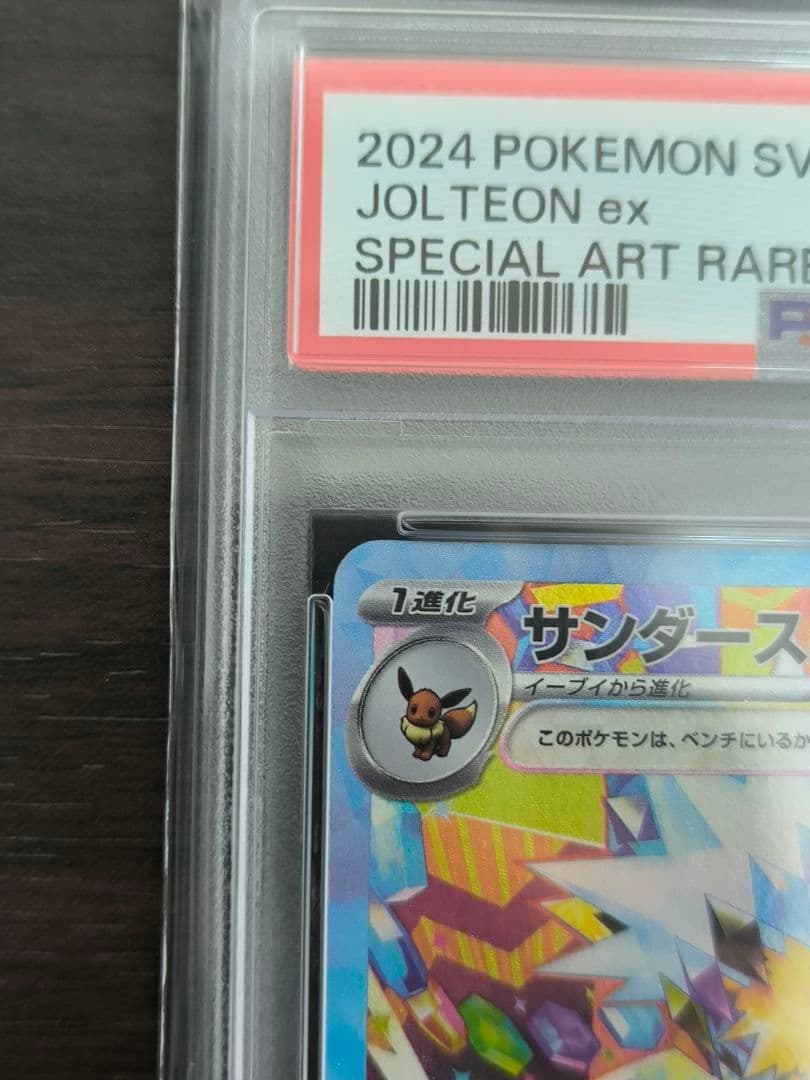 2024 POKEMON SV
JOLTEON ex
SPECIAL ART RARE
1進化
サンダース
イーブイから進化
このポケモンは、ベンチにいるか